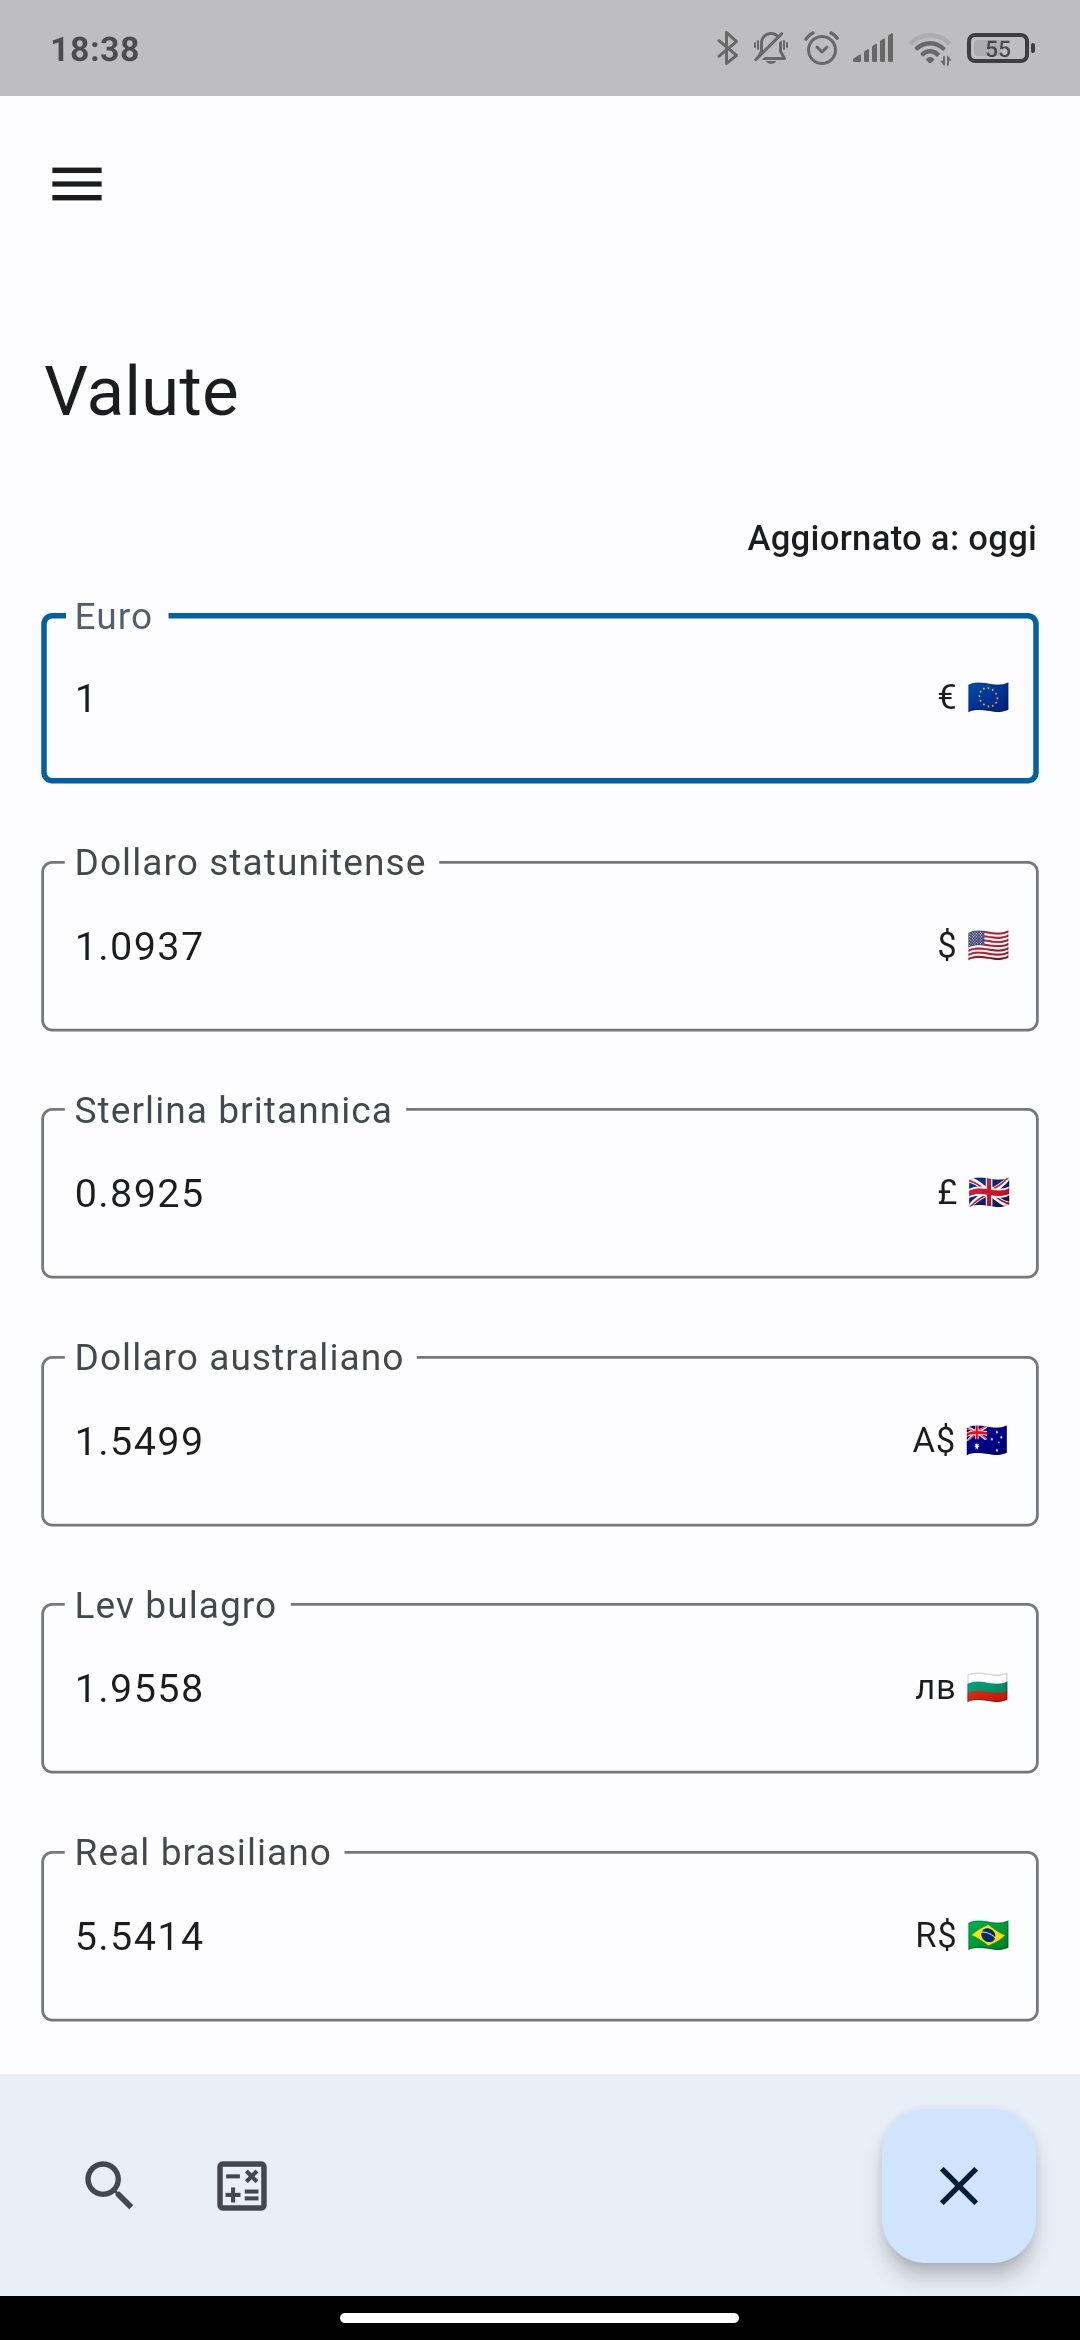 18:38
55
Valute
Aggiornato a: oggi
Euro
1 €
Dollaro statunitense
1.0937 $
Sterlina britannica
0.8925 £
Dollaro australiano
1.5499 A$
Lev bulagro
1.9558 лв
Real brasiliano
5.5414 R$